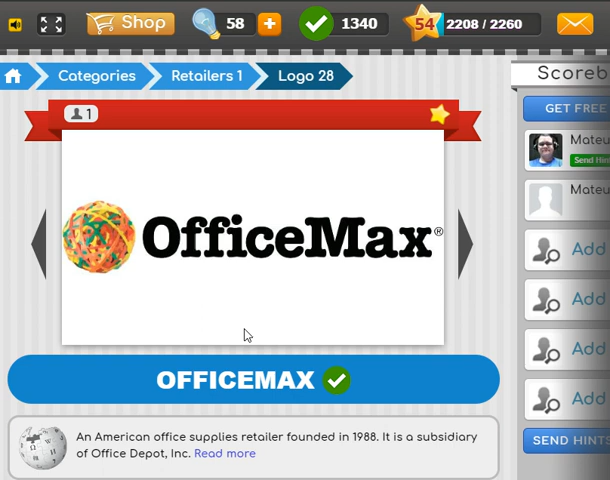 Shop
58
1340
54
2208 / 2260
Categories
Retailers 1
Logo 28
Scoreb
1
GET FREE
Mateu
Send Hin
Mateu
OfficeMax®
Add
Add
Add
Add
OFFICEMAX
SEND HINTS
An American office supplies retailer founded in 1988. It is a subsidiary
of Office Depot, Inc. Read more